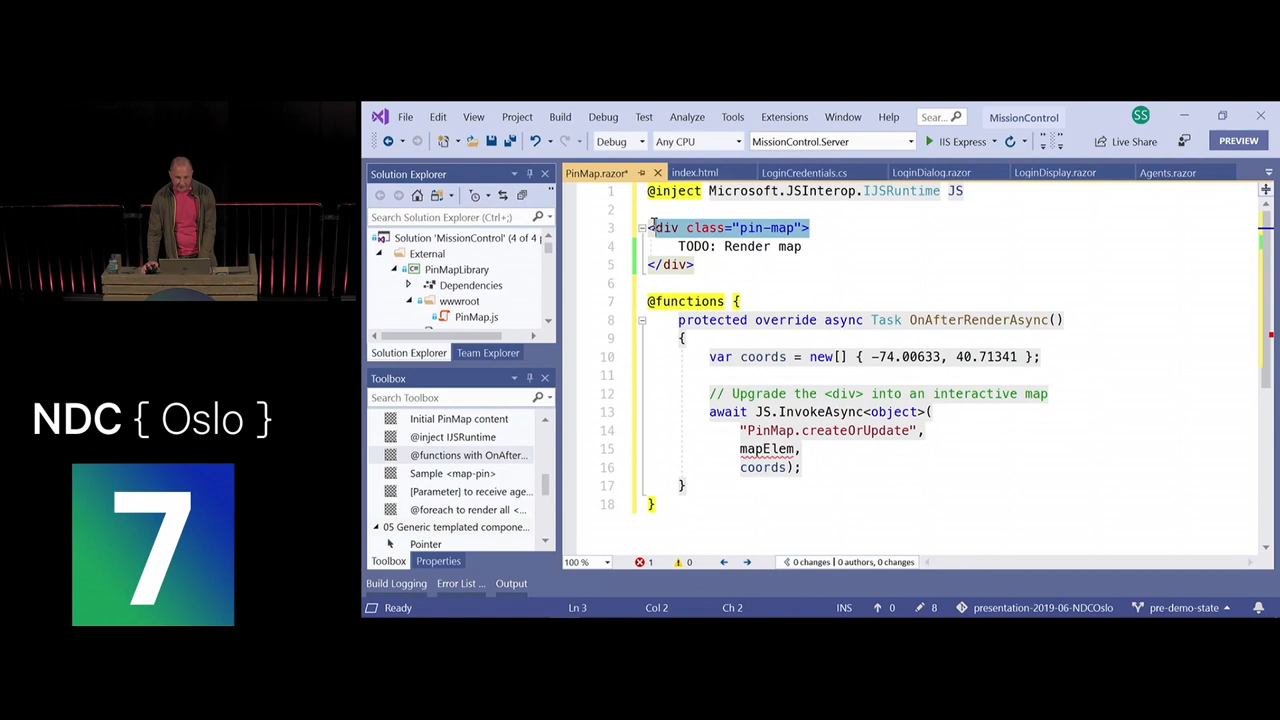 File Edit View Project Build Debug Test Analyze Tools Extensions Window Help Sear... MissionControl SS
Debug Any CPU MissionControl.Server IIS Express Live Share PREVIEW
Solution Explorer
Search Solution Explorer (Ctrl+;)
Solution 'MissionControl' (4 of 4 p
External
PinMapLibrary
Dependencies
wwwroot
PinMap.js
Solution Explorer Team Explorer
Toolbox
Search Toolbox
Initial PinMap content
@inject IJSRuntime
@functions with OnAfter...
Sample <map-pin>
[Parameter] to receive age...
@foreach to render all <...
05 Generic templated compone...
Pointer
Toolbox Properties
PinMap.razor* index.html LoginCredentials.cs LoginDialog.razor LoginDisplay.razor Agents.razor
1 @inject Microsoft.JSInterop.IJSRuntime JS
2
3 <div class="pin-map">
4 TODO: Render map
5 </div>
6
7 @functions {
8 protected override async Task OnAfterRenderAsync()
9 {
10 var coords = new[] { -74.00633, 40.71341 };
11
12 // Upgrade the <div> into an interactive map
13 await JS.InvokeAsync<object>(
14 "PinMap.createOrUpdate",
15 mapElem,
16 coords);
17 }
18 }
100 % 1 0 0 changes | 0 authors, 0 changes
Build Logging Error List ... Output
Ready Ln 3 Col 2 Ch 2 INS 0 8 presentation-2019-06-NDCOslo pre-demo-state
NDC { Oslo }
7